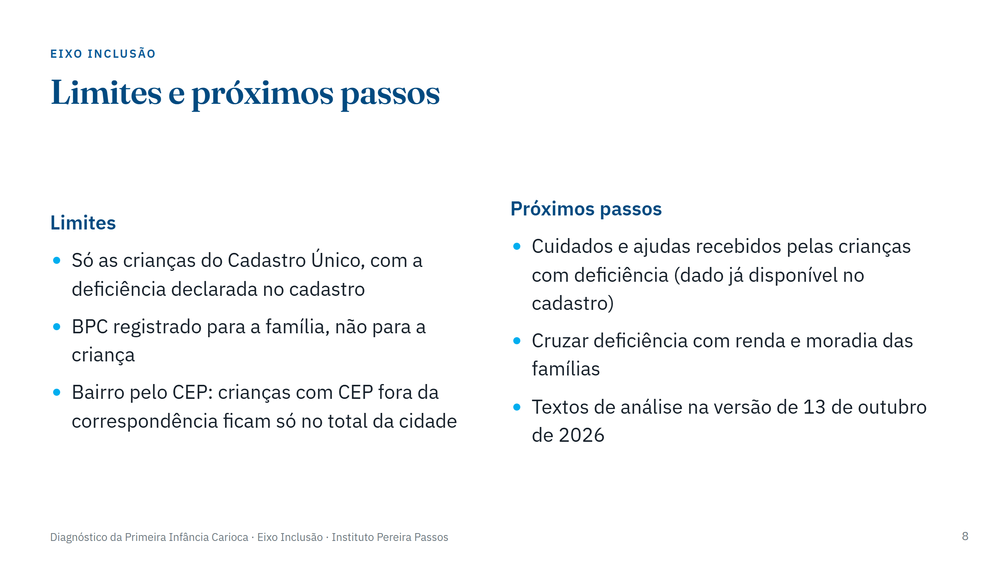 EIXO INCLUSÃO
Limites e próximos passos
Limites
• Só as crianças do Cadastro Único, com a
deficiência declarada no cadastro
• BPC registrado para a família, não para a
criança
• Bairro pelo CEP: crianças com CEP fora da
correspondência ficam só no total da cidade
Próximos passos
• Cuidados e ajudas recebidos pelas crianças
com deficiência (dado já disponível no
cadastro)
• Cruzar deficiência com renda e moradia das
famílias
• Textos de análise na versão de 13 de outubro
de 2026
Diagnóstico da Primeira Infância Carioca · Eixo Inclusão · Instituto Pereira Passos
8